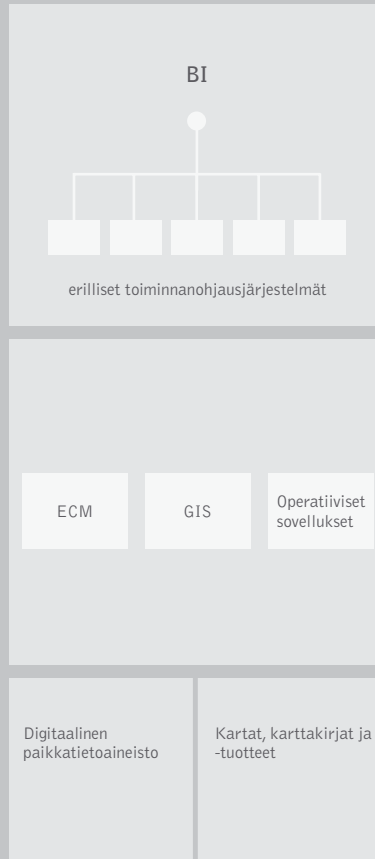 BI
erilliset toiminnanohjausjärjestelmät
ECM
GIS
Operatiiviset
sovellukset
Digitaalinen
paikkatietoaineisto
Kartat, karttakirjat ja
-tuotteet